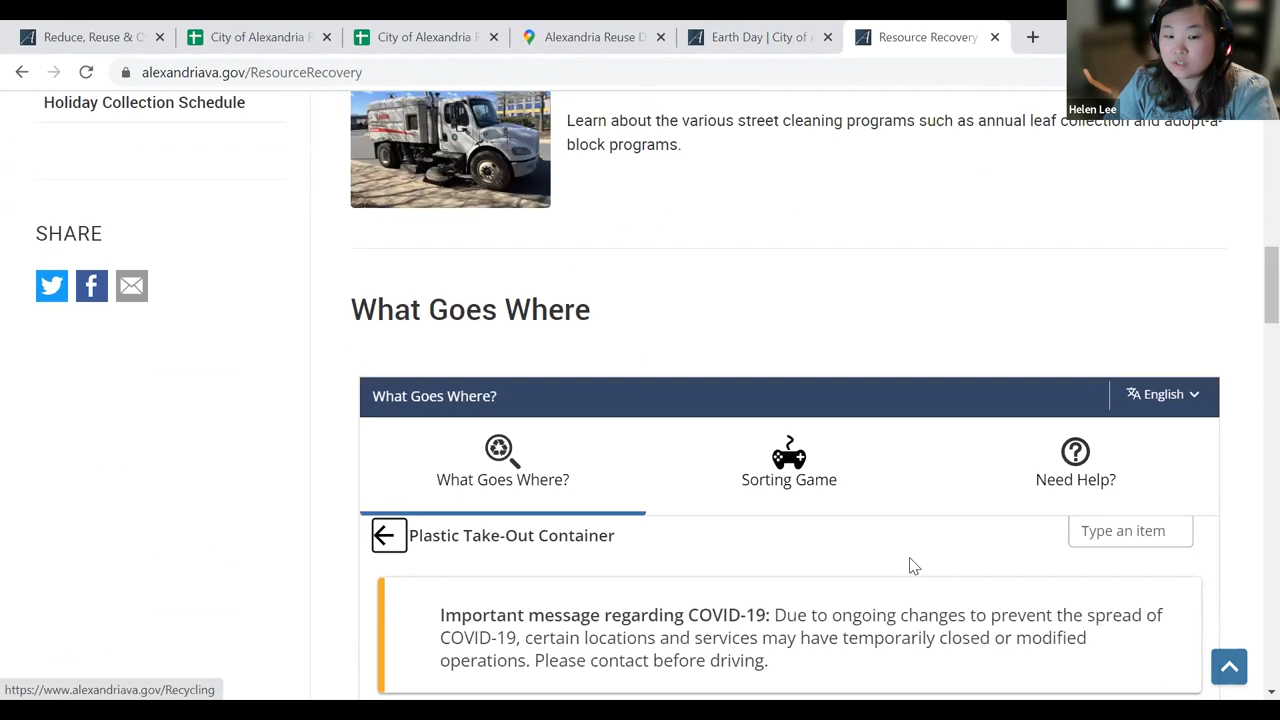 Reduce, Reuse & C
City of Alexandria R
City of Alexandria R
Alexandria Reuse D
Earth Day | City of A
Resource Recovery
alexandriava.gov/ResourceRecovery
Helen Lee
Holiday Collection Schedule
Learn about the various street cleaning programs such as annual leaf collection and adopt-a-
block programs.
SHARE
What Goes Where
What Goes Where?
English
What Goes Where?
Sorting Game
Need Help?
Plastic Take-Out Container
Type an item
Important message regarding COVID-19: Due to ongoing changes to prevent the spread of
COVID-19, certain locations and services may have temporarily closed or modified
operations. Please contact before driving.
https://www.alexandriava.gov/Recycling